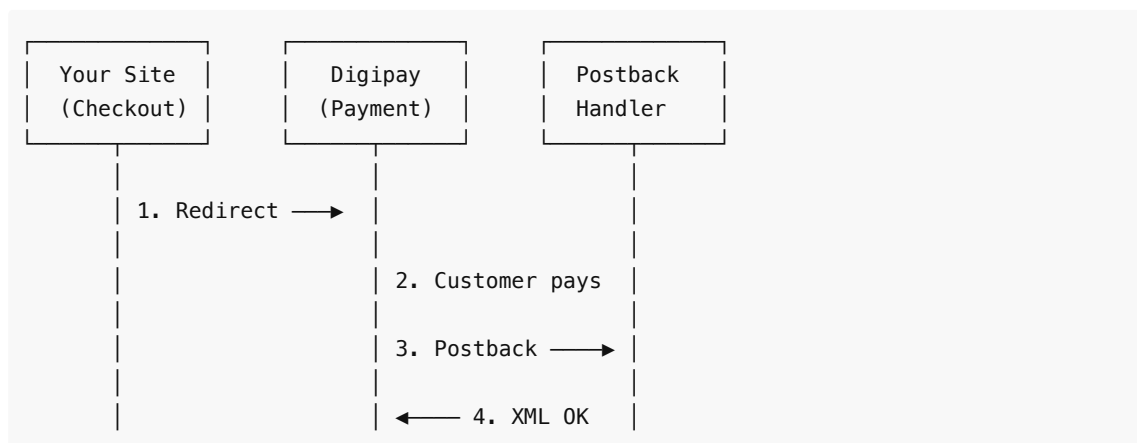 Your Site Digipay Postback
(Checkout) (Payment) Handler
1. Redirect ───►
2. Customer pays
3. Postback ────►
◄──── 4. XML OK